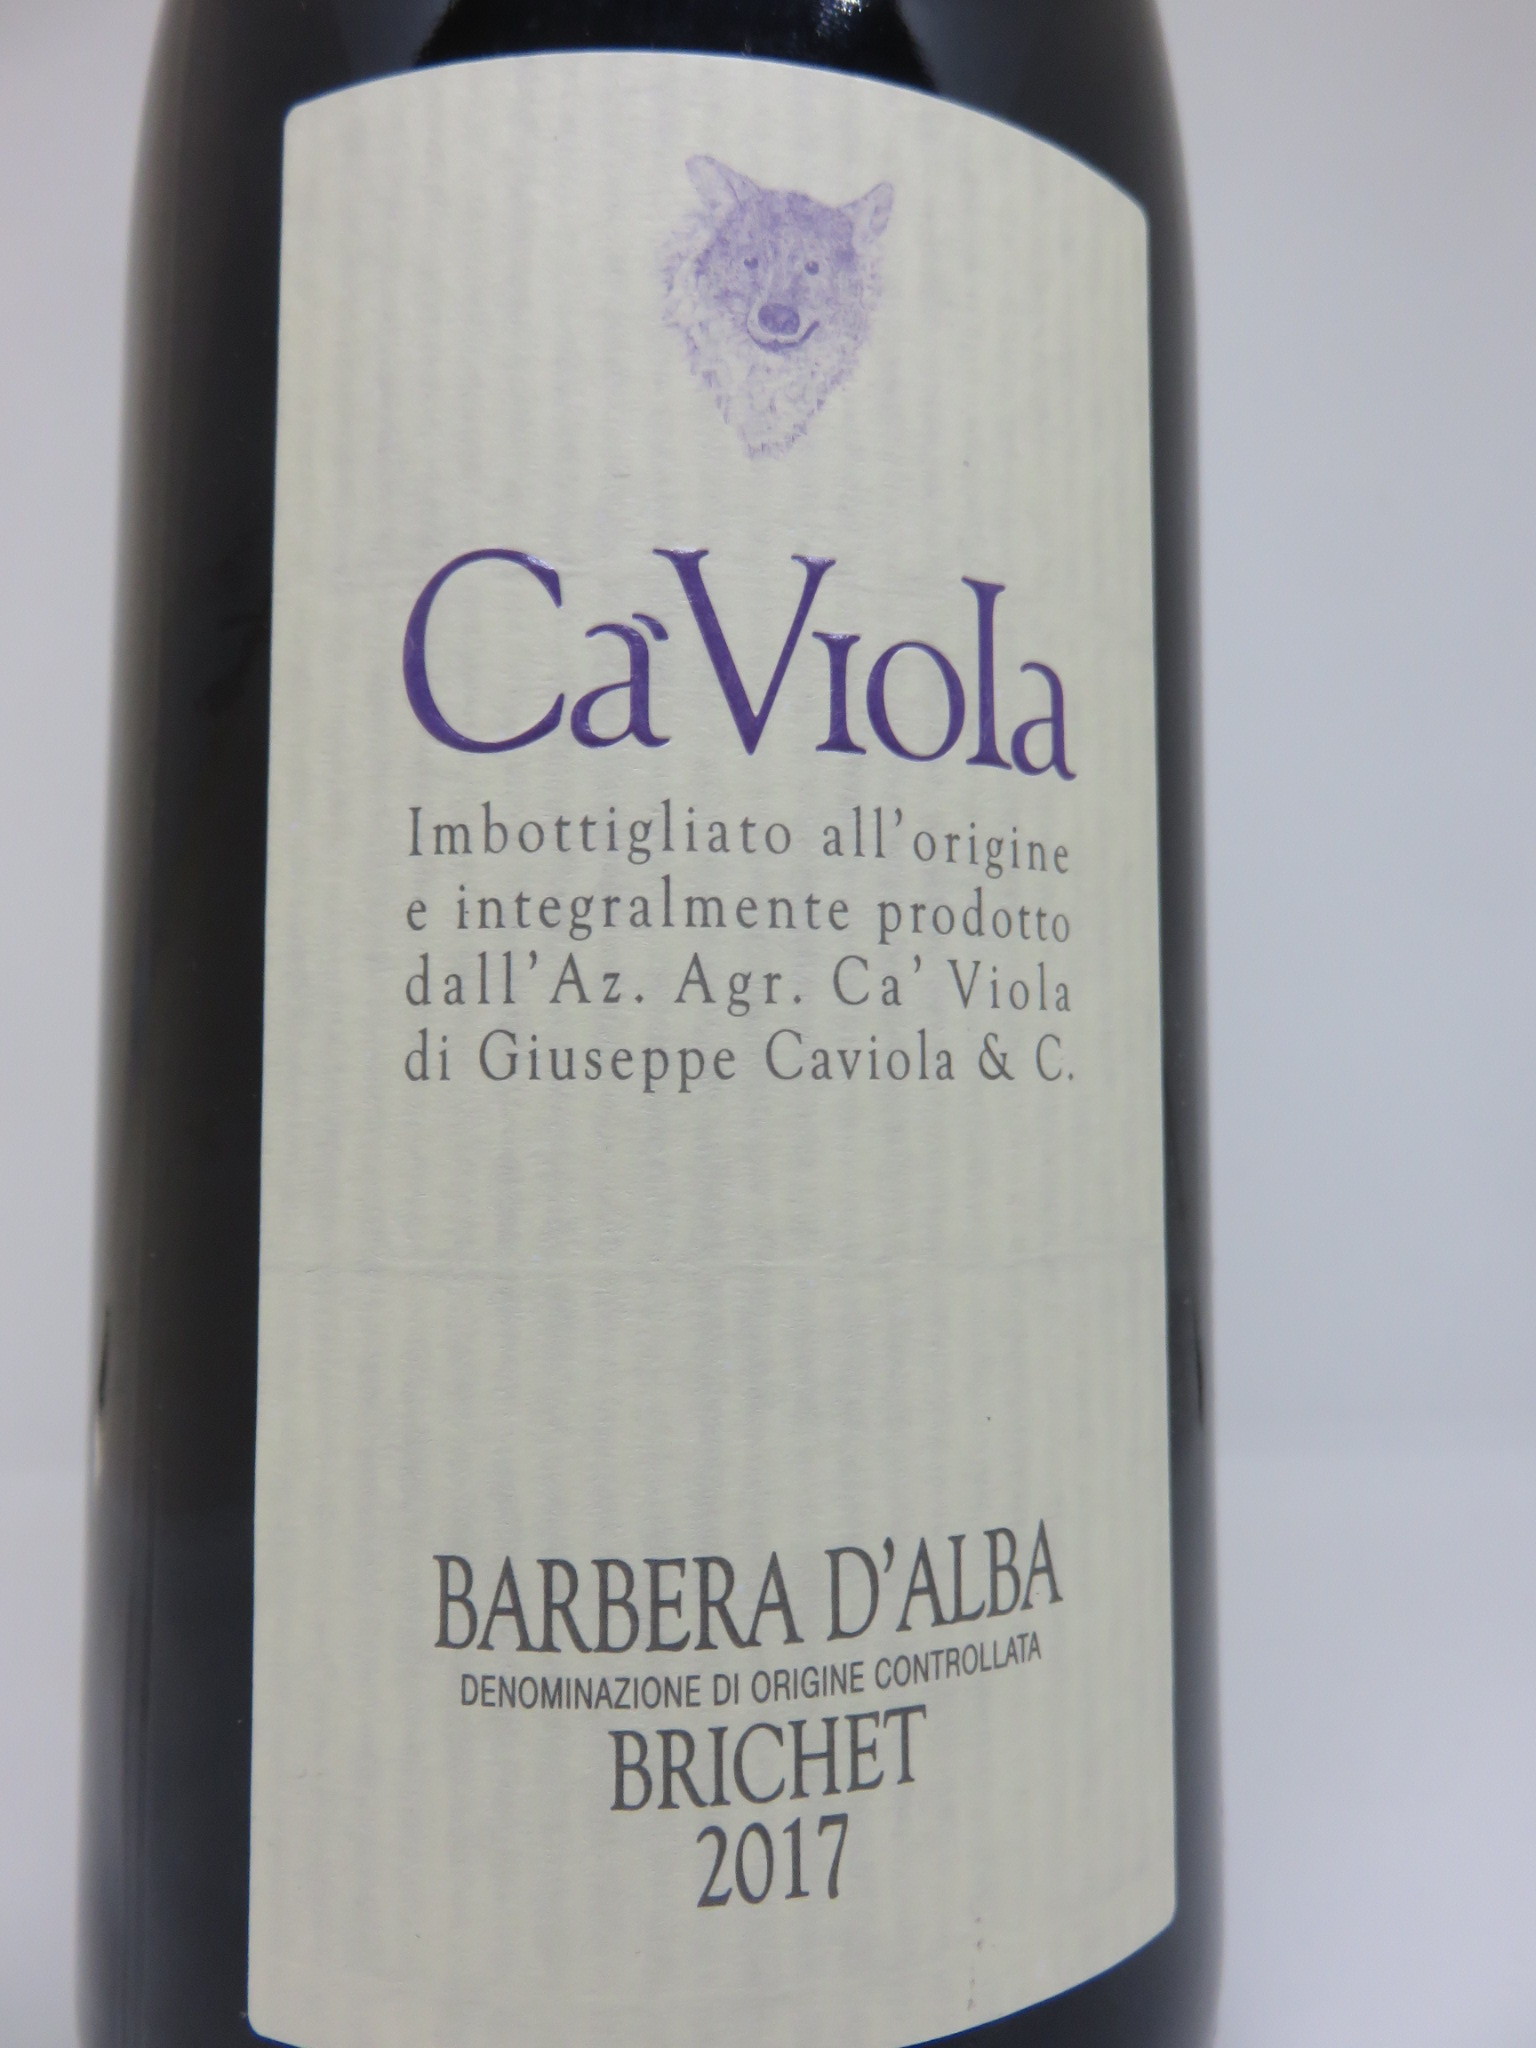 Ca'Viola
Imbottigliato all'origine
e integralmente prodotto
dall'Az. Agr. Ca' Viola
di Giuseppe Caviola & C.
BARBERA D'ALBA
DENOMINAZIONE DI ORIGINE CONTROLLATA
BRICHET
2017